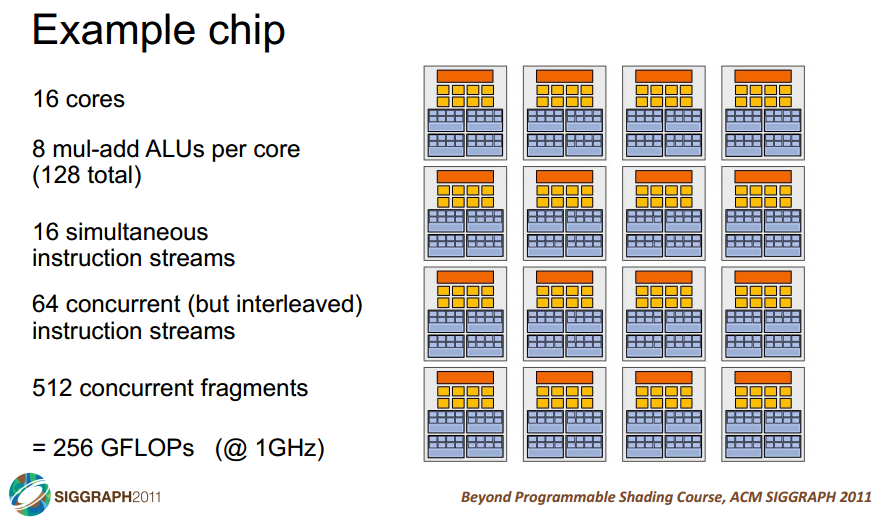 Example chip
16 cores
8 mul-add ALUs per core
(128 total)
16 simultaneous
instruction streams
64 concurrent (but interleaved)
instruction streams
512 concurrent fragments
= 256 GFLOPs (@ 1GHz)
SIGGRAPH2011
Beyond Programmable Shading Course, ACM SIGGRAPH 2011